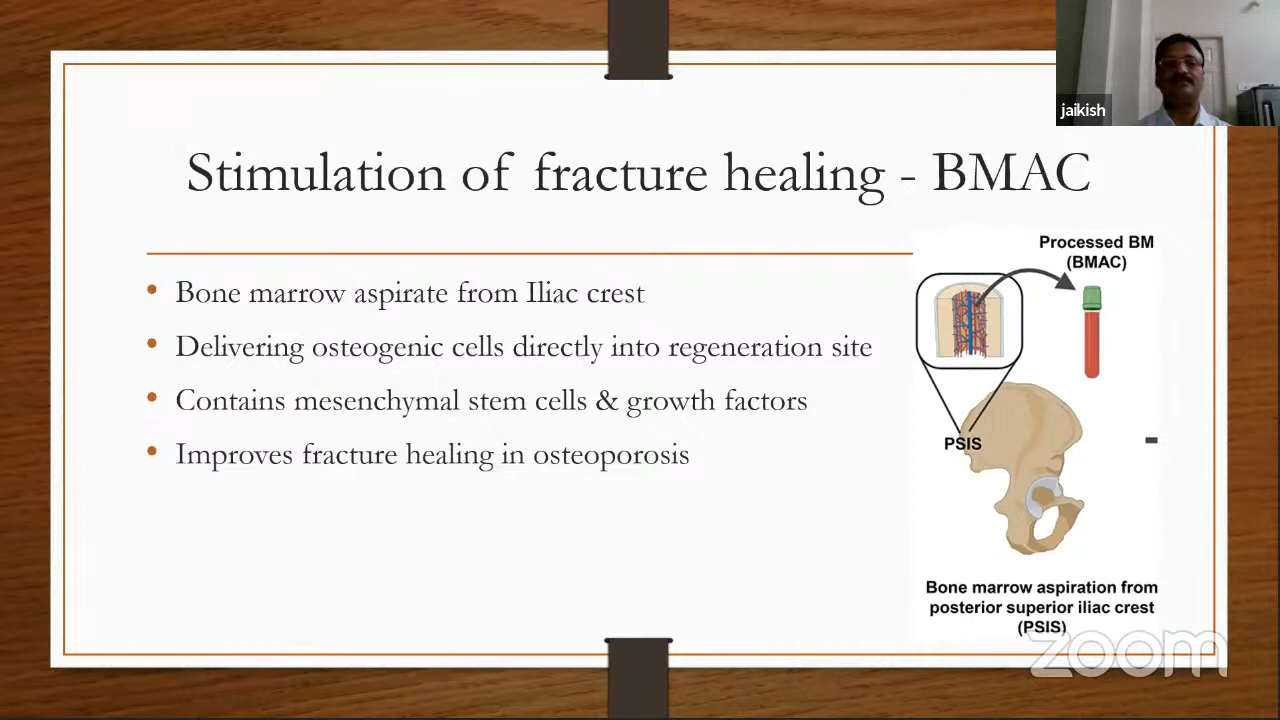 jaikish
Stimulation of fracture healing - BMAC
• Bone marrow aspirate from Iliac crest
• Delivering osteogenic cells directly into regeneration site
• Contains mesenchymal stem cells & growth factors
• Improves fracture healing in osteoporosis
Processed BM
(BMAC)
PSIS
Bone marrow aspiration from
posterior superior iliac crest
(PSIS)
zoom